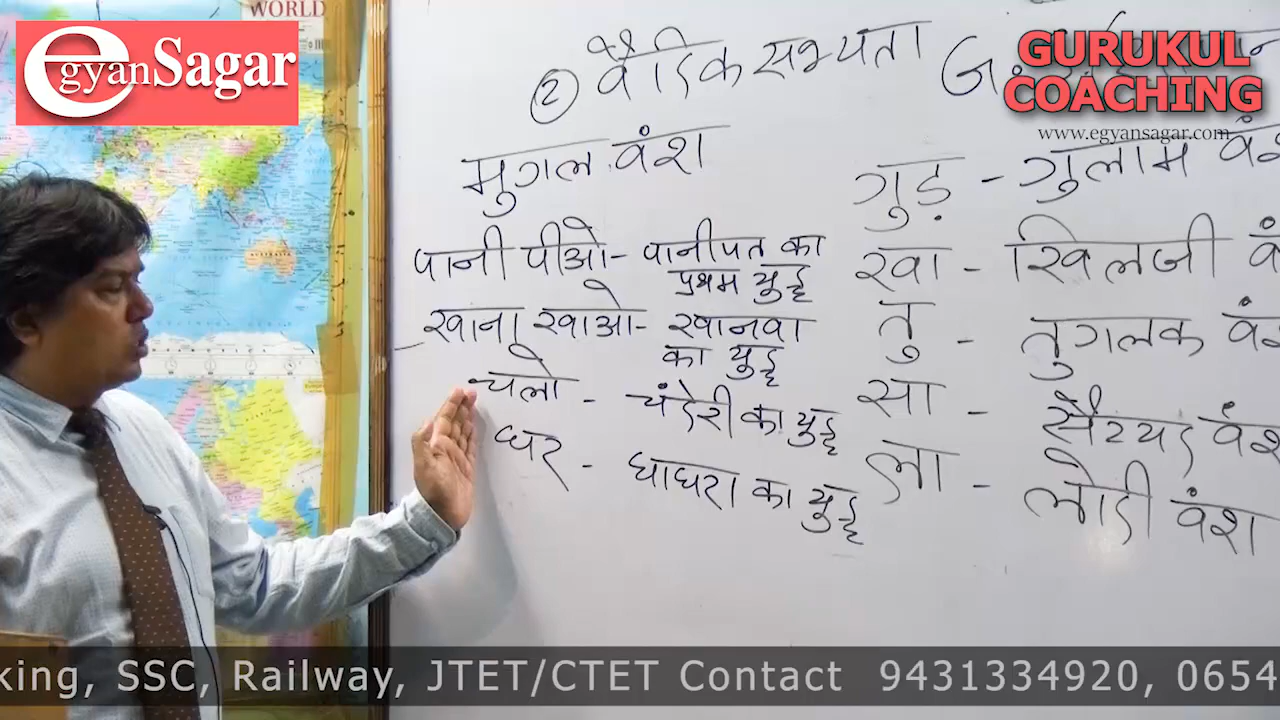 WORLD
egyanSagar
GURUKUL
COACHING
www.egyansagar.com
② वैदिक सभ्यता
मुगल वंश
पानी पीओ - पानीपत का
प्रथम युद्ध
खाना खाओ - खानवा
का युद्ध
चलो - चंदेरी का युद्ध
घर - घाघरा का युद्ध
गुड़ - गुलाम वंश
खा - खिलजी वं
तु - तुगलक वंश
सा - सैय्यद वंश
ला - लोदी वंश
AUSTRALIA
king, SSC, Railway, JTET/CTET Contact 9431334920, 0654